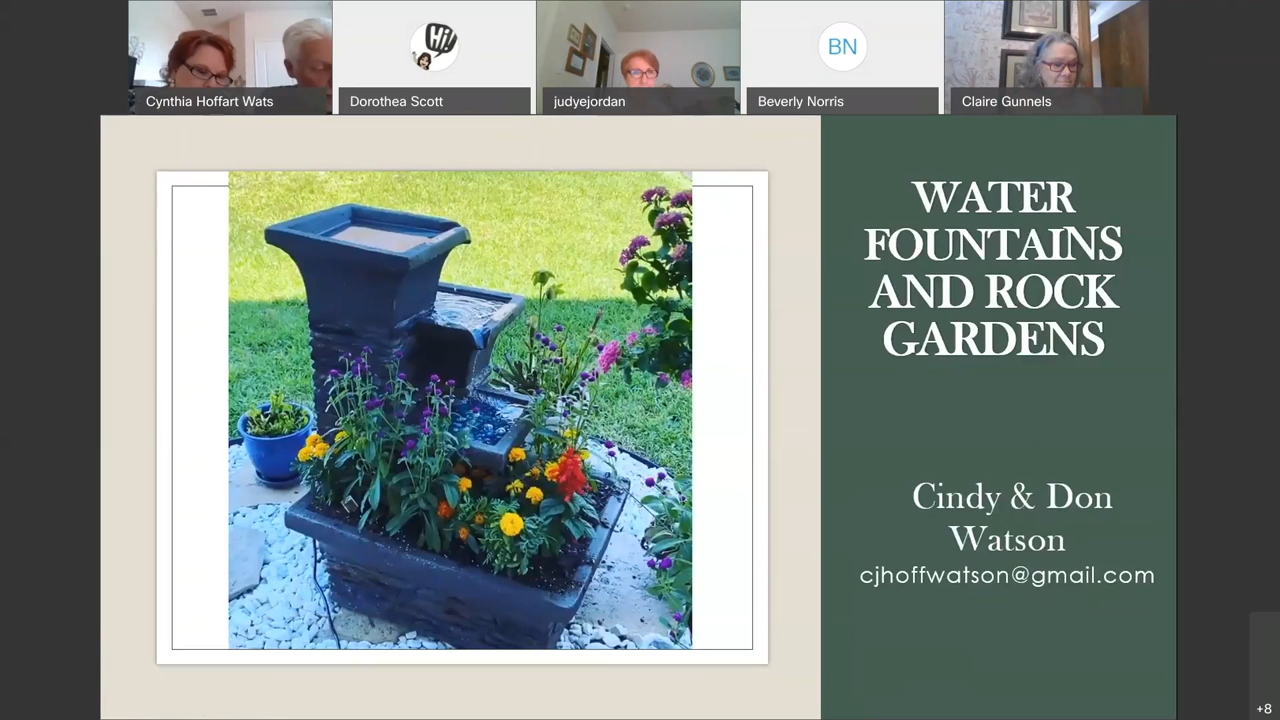 Hi!
BN
Cynthia Hoffart Wats
Dorothea Scott
judyejordan
Beverly Norris
Claire Gunnels
WATER
FOUNTAINS
AND ROCK
GARDENS
Cindy & Don
Watson
cjhoffwatson@gmail.com
+8